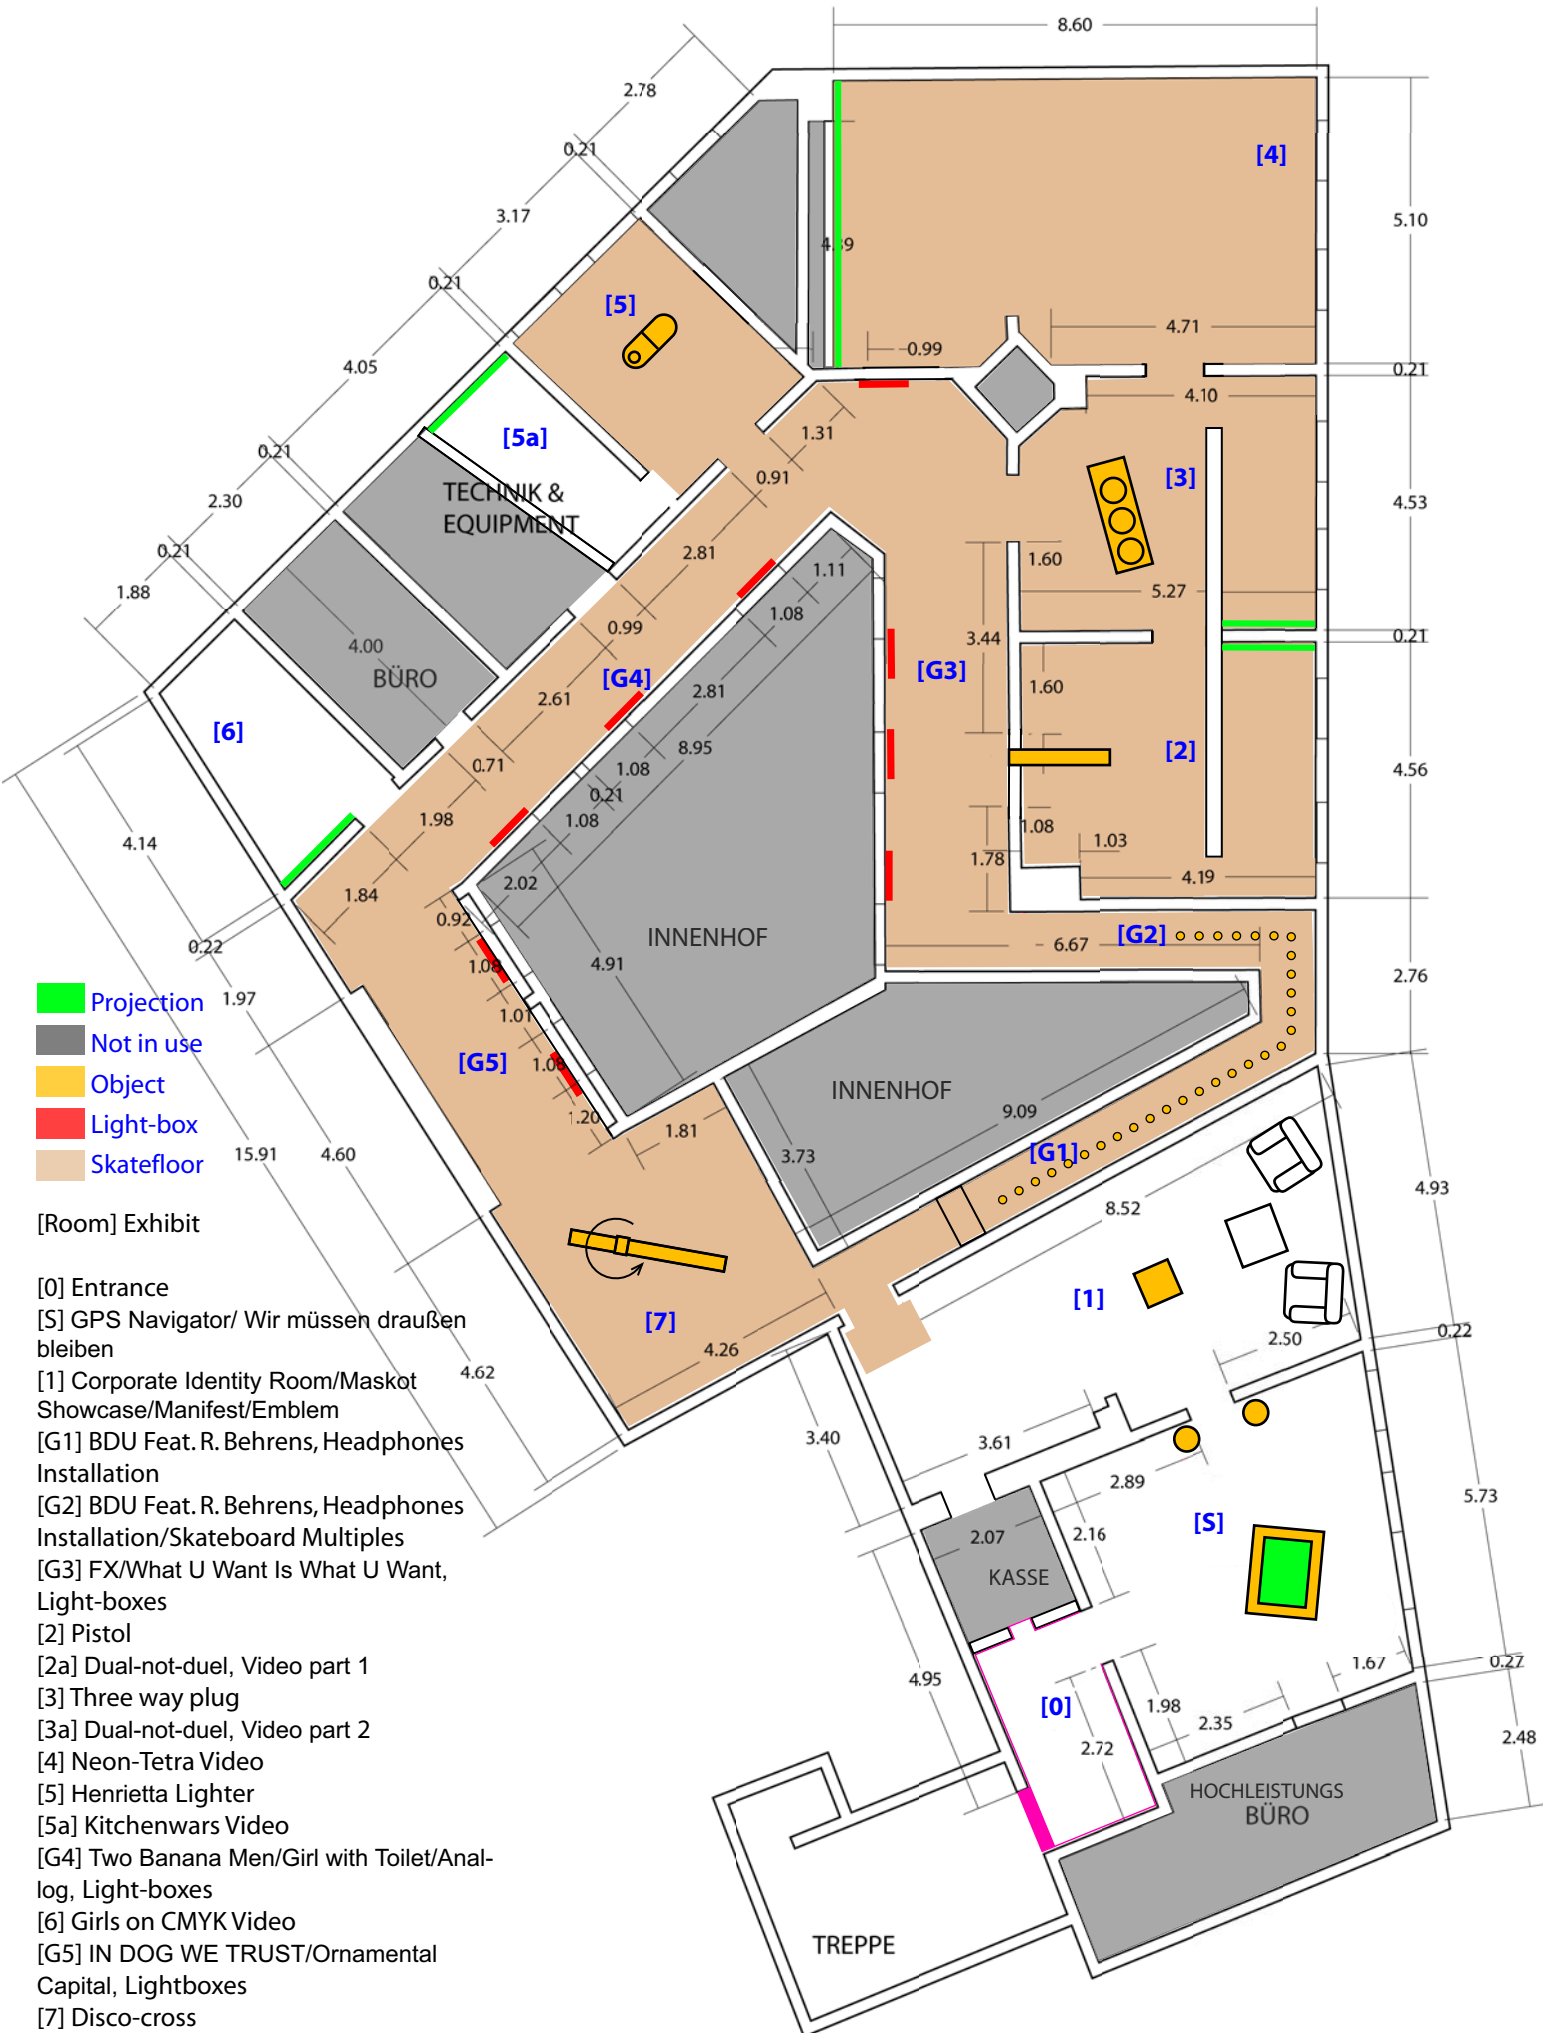 8.60
2.78
0.21
[4]
3.17
5.10
4.39
0.21
[5]
4.71
0.99
4.05
0.21
4.10
1.31
[5a]
0.21
0.91
[3]
TECHNIK &
EQUIPMENT
2.30
4.53
0.21
2.81
1.60
1.11
5.27
1.88
1.08
0.99
3.44
0.21
4.00
BÜRO
[G4]
[G3]
2.81
1.60
2.61
[6]
8.95
[2]
0.71
1.08
4.56
0.21
1.98
1.08
1.08
4.14
1.03
1.78
2.02
4.19
1.84
0.92
INNENHOF
[G2]
6.67
0.22
1.08
4.91
2.76
Projection
1.97
1.01
Not in use
[G5]
1.08
INNENHOF
Object
9.09
Light-box
1.20
1.81
15.91
4.60
3.73
[G1]
Skatefloor
4.93
8.52
[Room] Exhibit
[1]
[7]
0.22
2.50
4.26
4.62
[0] Entrance
[S] GPS Navigator/ Wir müssen draußen
bleiben
[1] Corporate Identity Room/Maskot
Showcase/Manifest/Emblem
[G1] BDU Feat. R. Behrens, Headphones
Installation
[G2] BDU Feat. R. Behrens, Headphones
Installation/Skateboard Multiples
[G3] FX/What U Want Is What U Want,
Light-boxes
[2] Pistol
[2a] Dual-not-duel, Video part 1
[3] Three way plug
[3a] Dual-not-duel, Video part 2
[4] Neon-Tetra Video
[5] Henrietta Lighter
[5a] Kitchenwars Video
[G4] Two Banana Men/Girl with Toilet/Anal-
log, Light-boxes
[6] Girls on CMYK Video
[G5] IN DOG WE TRUST/Ornamental
Capital, Lightboxes
[7] Disco-cross
3.40
3.61
2.89
5.73
[S]
2.07
2.16
KASSE
4.95
1.67
0.27
[0]
1.98
2.35
2.72
2.48
HOCHLEISTUNGS
BÜRO
TREPPE